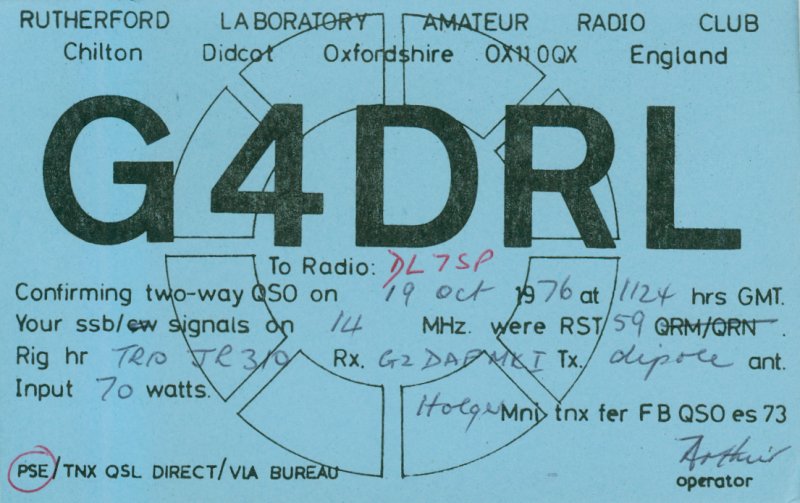 RUTHERFORD LABORATORY AMATEUR RADIO CLUB
Chilton Didcot Oxfordshire OX11 0QX England
G4DRL
To Radio: DL7SP
Confirming two-way QSO on 19 Oct 1976 at 1124 hrs GMT.
Your ssb/cw signals on 14 MHz. were RST 59 QRM/QRN.
Rig hr TRIO JR310 Rx. G2DAF MK I Tx. dipole ant.
Input 70 watts.
Holger Mni tnx fer FB QSO es 73
Arthur
PSE/TNX QSL DIRECT/VIA BUREAU
operator